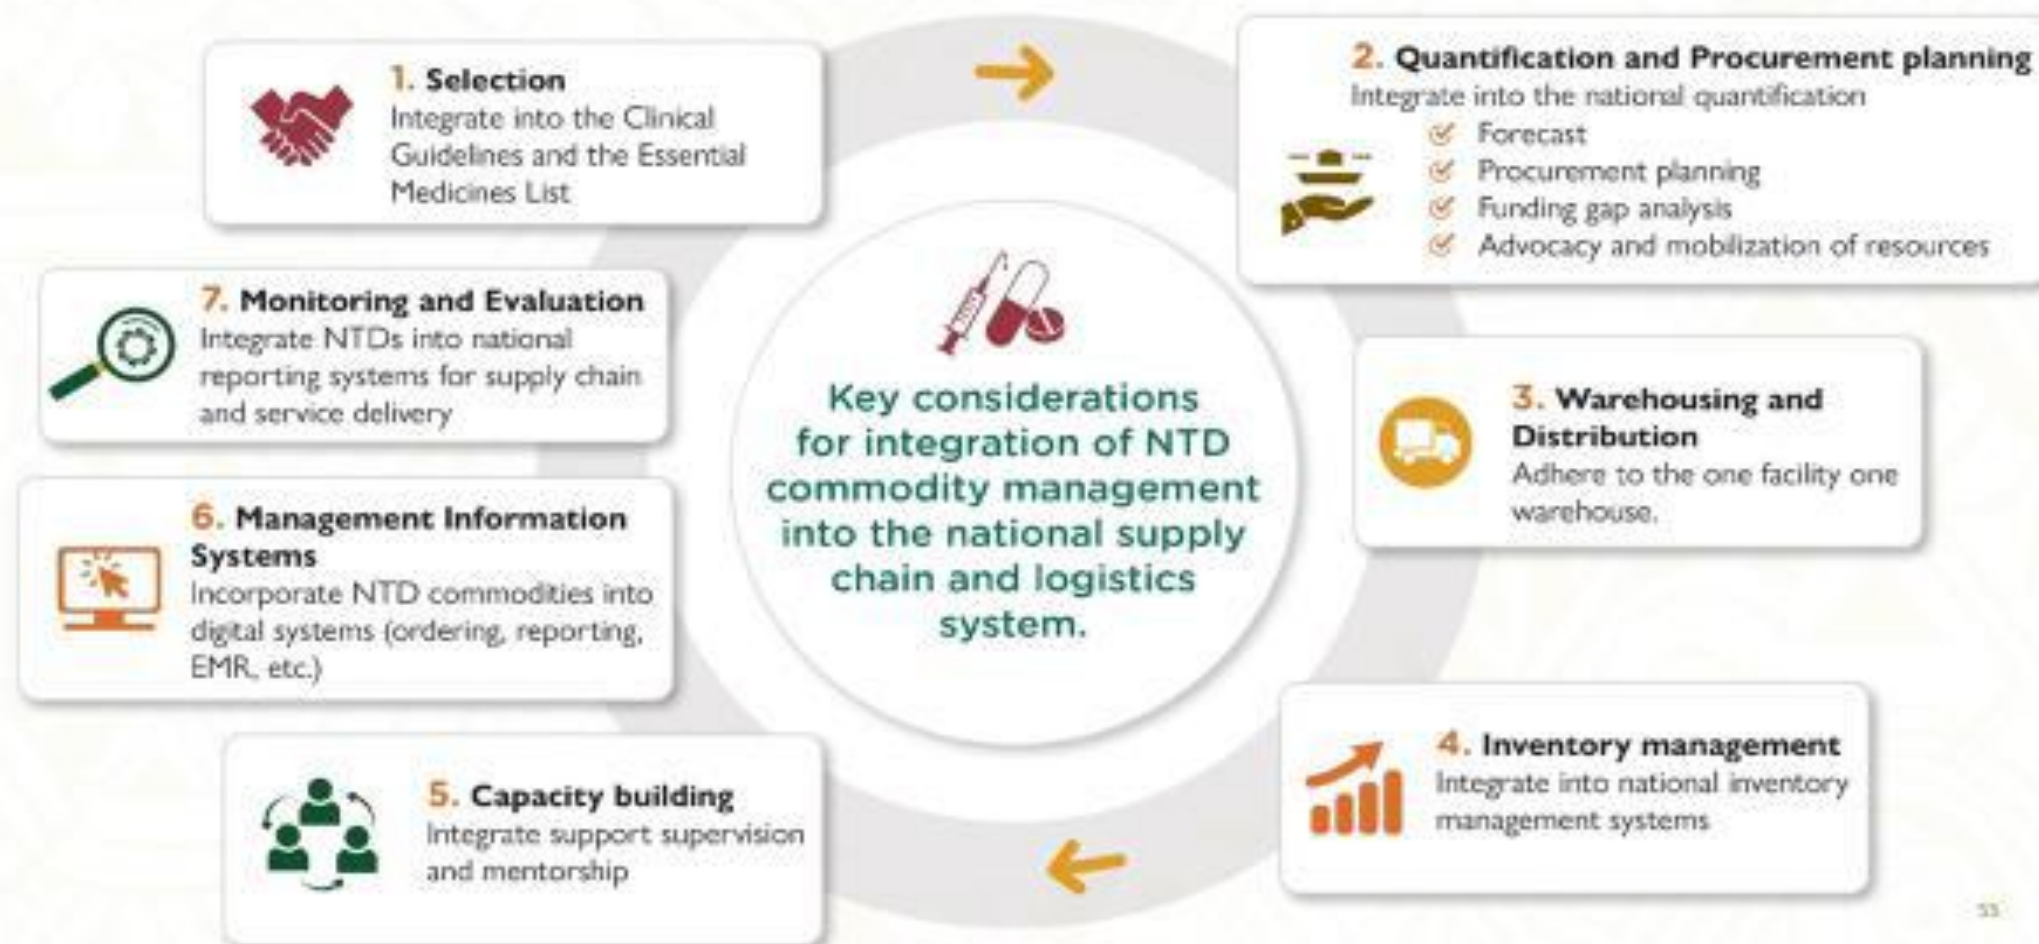 1. Selection
Integrate into the Clinical
Guidelines and the Essential
Medicines List
2. Quantification and Procurement planning
Integrate into the national quantification
Forecast
Procurement planning
Funding gap analysis
Advocacy and mobilization of resources
3. Warehousing and
Distribution
Adhere to the one facility one
warehouse.
4. Inventory management
Integrate into national inventory
management systems
5. Capacity building
Integrate support supervision
and mentorship
6. Management Information
Systems
Incorporate NTD commodities into
digital systems (ordering, reporting,
EMR, etc.)
7. Monitoring and Evaluation
Integrate NTDs into national
reporting systems for supply chain
and service delivery
Key considerations
for integration of NTD
commodity management
into the national supply
chain and logistics
system.